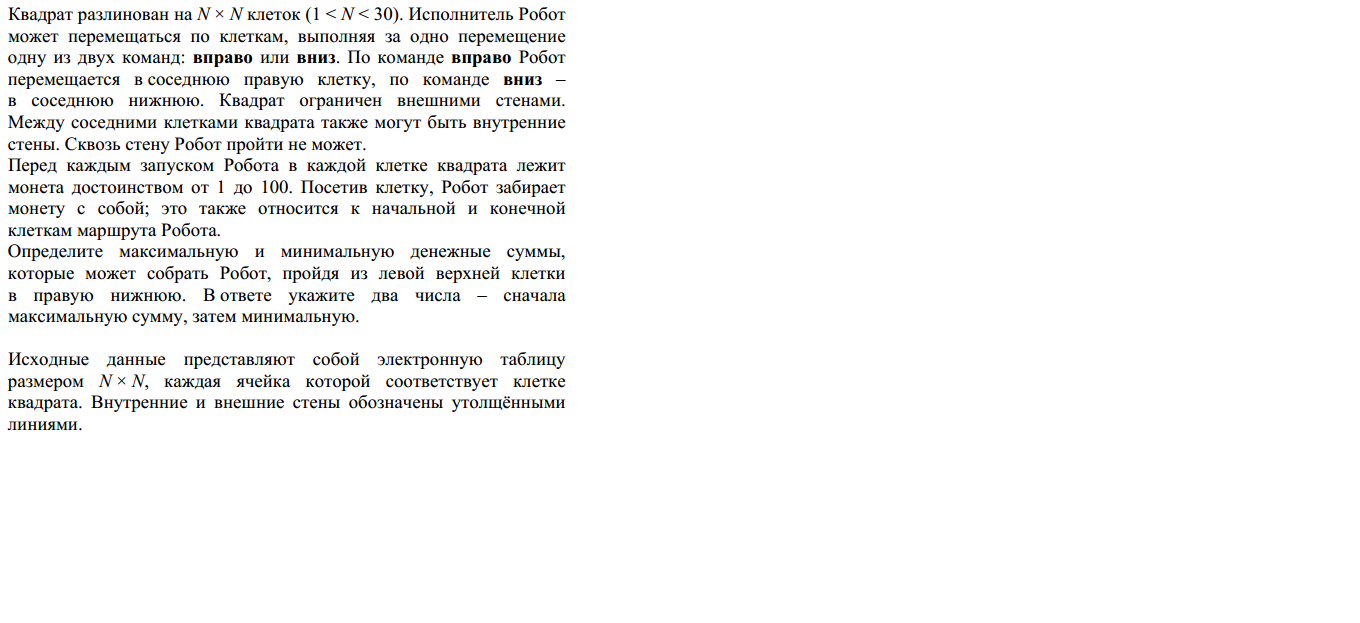 Квадрат разлинован на N × N клеток (1 < N < 30). Исполнитель Робот
может перемещаться по клеткам, выполняя за одно перемещение
одну из двух команд: вправо или вниз. По команде вправо Робот
перемещается в соседнюю правую клетку, по команде вниз –
в соседнюю нижнюю. Квадрат ограничен внешними стенами.
Между соседними клетками квадрата также могут быть внутренние
стены. Сквозь стену Робот пройти не может.
Перед каждым запуском Робота в каждой клетке квадрата лежит
монета достоинством от 1 до 100. Посетив клетку, Робот забирает
монету с собой; это также относится к начальной и конечной
клеткам маршрута Робота.
Определите максимальную и минимальную денежные суммы,
которые может собрать Робот, пройдя из левой верхней клетки
в правую нижнюю. В ответе укажите два числа – сначала
максимальную сумму, затем минимальную.
Исходные данные представляют собой электронную таблицу
размером N × N, каждая ячейка которой соответствует клетке
квадрата. Внутренние и внешние стены обозначены утолщёнными
линиями.